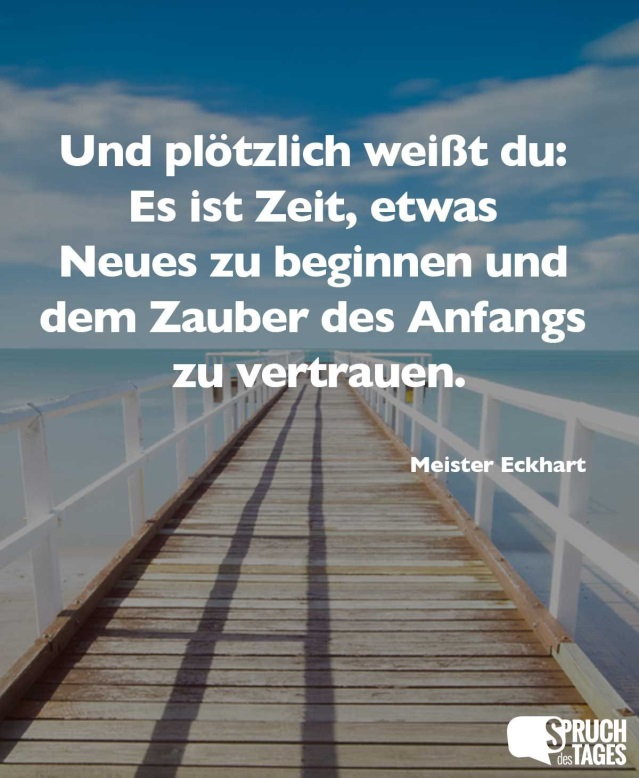 Und plötzlich weißt du:
Es ist Zeit, etwas
Neues zu beginnen und
dem Zauber des Anfangs
zu vertrauen.
Meister Eckhart
SPRUCH
des TAGES